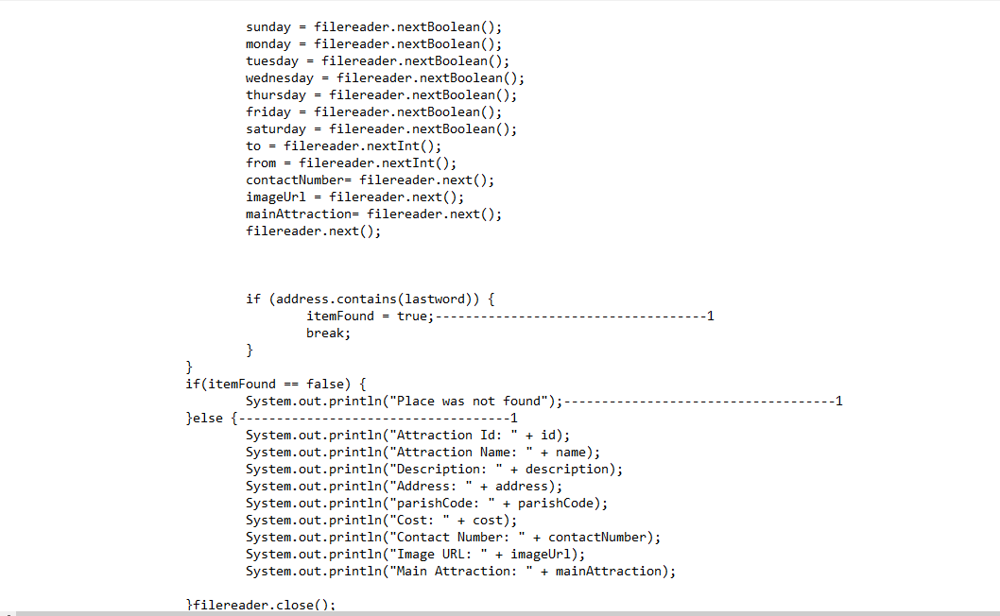 sunday = filereader.nextBoolean();
monday = filereader.nextBoolean();
tuesday = filereader.nextBoolean();
wednesday = filereader.nextBoolean();
thursday = filereader.nextBoolean();
friday = filereader.nextBoolean();
saturday = filereader.nextBoolean();
to = filereader.nextInt();
from = filereader.nextInt();
contactNumber= filereader.next();
imageUrl = filereader.next();
mainAttraction= filereader.next();
filereader.next();
if (address.contains(lastword)) {
itemFound = true;------------------------------------1
break;
}
}
if(itemFound == false) {
System.out.println("Place was not found");------------------------------------1
}else {------------------------------------1
System.out.println("Attraction Id: " + id);
System.out.println("Attraction Name: " + name);
System.out.println("Description: " + description);
System.out.println("Address: " + address);
System.out.println("parishCode: " + parishCode);
System.out.println("Cost: " + cost);
System.out.println("Contact Number: " + contactNumber);
System.out.println("Image URL: " + imageUrl);
System.out.println("Main Attraction: " + mainAttraction);
}filereader.close();